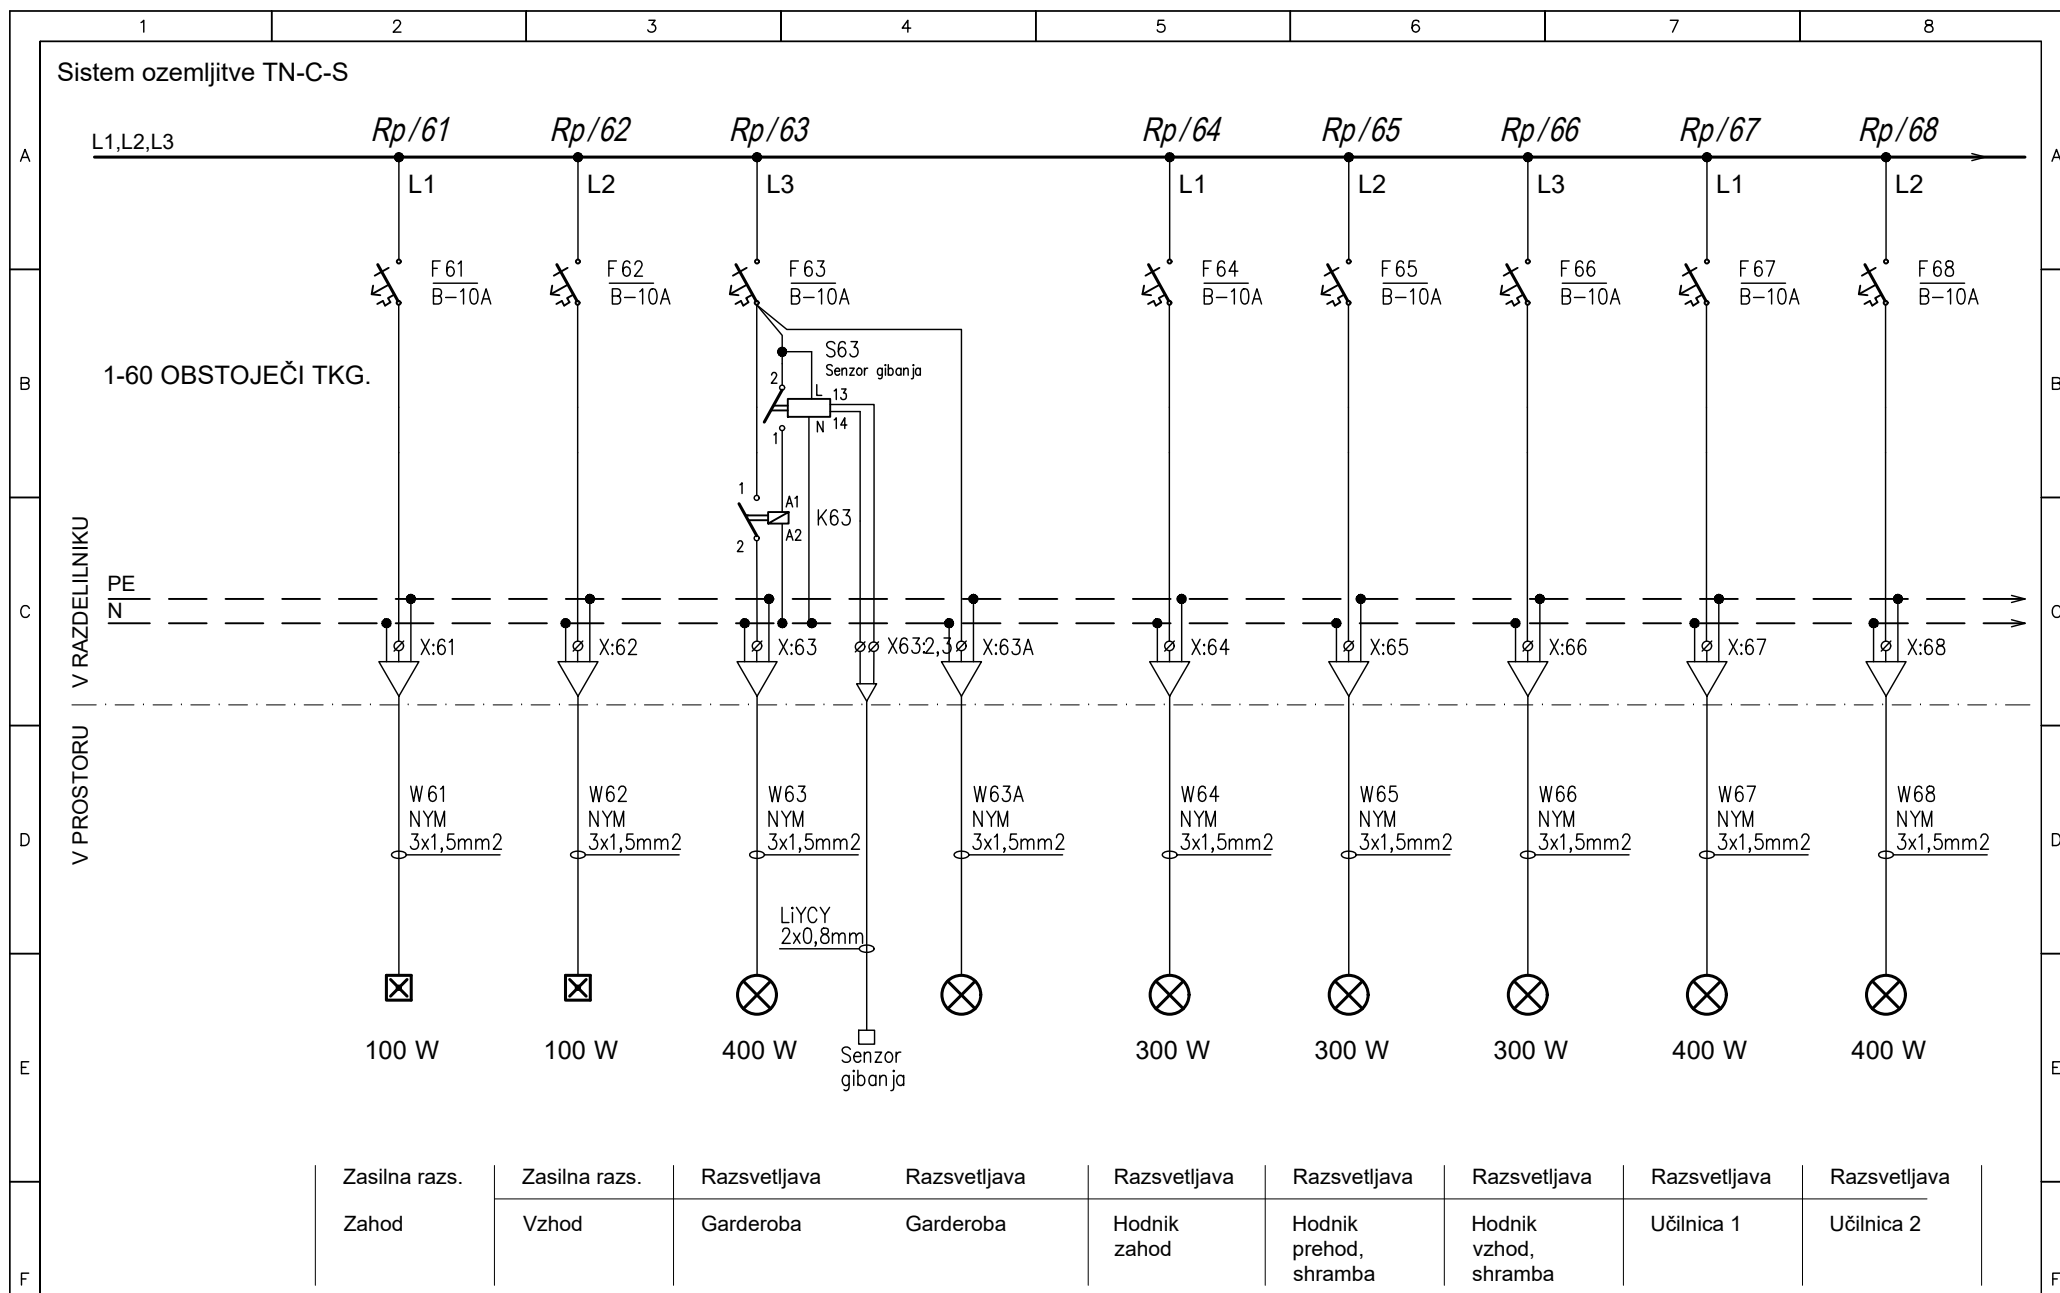 1 2 3 4 5 6 7 8
Sistem ozemljitve TN-C-S
Rp/61 Rp/62 Rp/63 Rp/64 Rp/65 Rp/66 Rp/67 Rp/68
L1,L2,L3
A A
L1 L2 L3 L1 L2 L3 L1 L2
F61 F62 F63 F64 F65 F66 F67 F68
B-10A B-10A B-10A B-10A B-10A B-10A B-10A B-10A
S63
Senzor gibanja
1-60 OBSTOJEČI TKG.
B B
2 L 13
1 N 14
1 A1
K63
2 A2
V RAZDELILNIKU
PE
N
C C
X:61 X:62 X:63 X63:2,3 X:63A X:64 X:65 X:66 X:67 X:68
V PROSTORU
W61 W62 W63 W63A W64 W65 W66 W67 W68
NYM NYM NYM NYM NYM NYM NYM NYM NYM
3x1,5mm2 3x1,5mm2 3x1,5mm2 3x1,5mm2 3x1,5mm2 3x1,5mm2 3x1,5mm2 3x1,5mm2 3x1,5mm2
D D
LiYCY
2x0,8mm
100 W 100 W 400 W 300 W 300 W 300 W 400 W 400 W
Senzor
gibanja
E E
Zasilna razs. Zasilna razs. Razsvetljava Razsvetljava Razsvetljava Razsvetljava Razsvetljava Razsvetljava Razsvetljava
Zahod Vzhod Garderoba Garderoba Hodnik Hodnik Hodnik Učilnica 1 Učilnica 2
zahod prehod, vzhod,
shramba shramba
F F